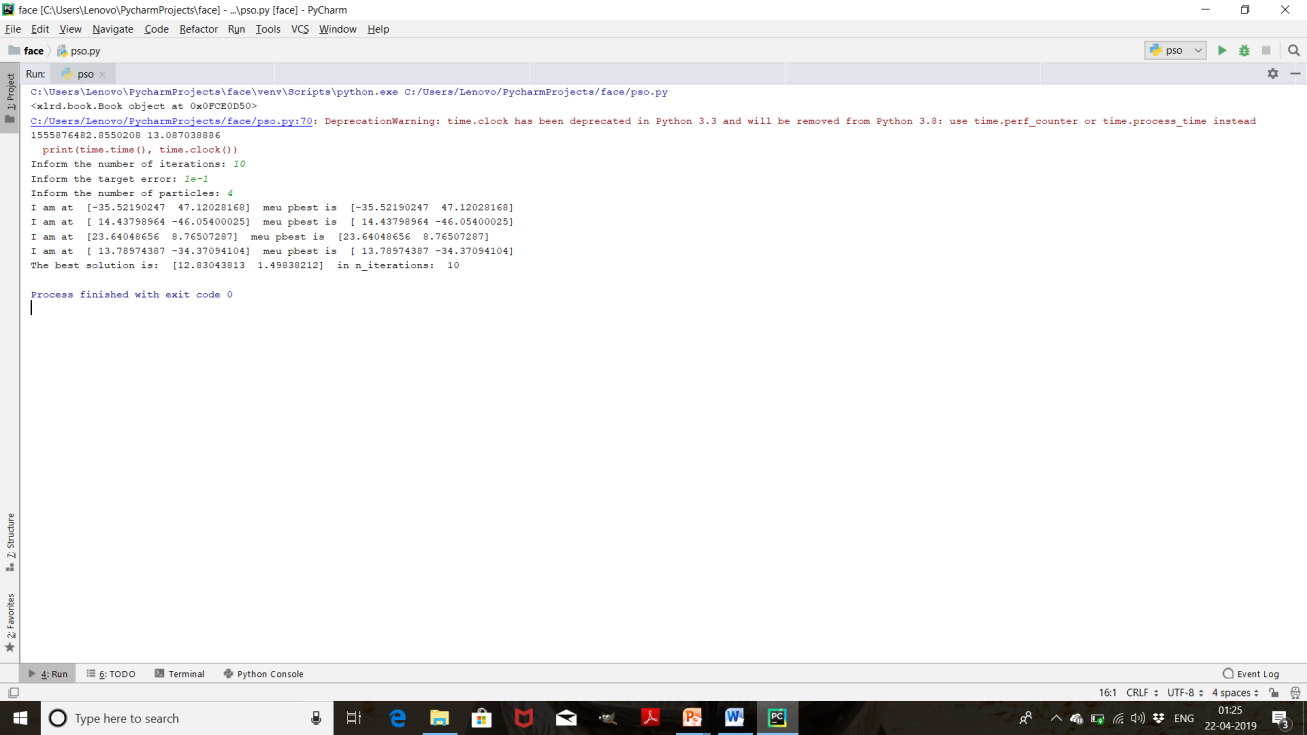 face [C:\Users\Lenovo\PycharmProjects\face] - ...\pso.py [face] - PyCharm
File Edit View Navigate Code Refactor Run Tools VCS Window Help
face pso.py pso
Run: pso
1: Project
C:\Users\Lenovo\PycharmProjects\face\venv\Scripts\python.exe C:/Users/Lenovo/PycharmProjects/face/pso.py
<xlrd.book.Book object at 0x0FCE0D50>
C:/Users/Lenovo/PycharmProjects/face/pso.py:70: DeprecationWarning: time.clock has been deprecated in Python 3.3 and will be removed from Python 3.8: use time.perf_counter or time.process_time instead
1555876482.8550208 13.087038886
print(time.time(), time.clock())
Inform the number of iterations: 10
Inform the target error: 1e-1
Inform the number of particles: 4
I am at [-35.52190247 47.12028168] meu pbest is [-35.52190247 47.12028168]
I am at [ 14.43798964 -46.05400025] meu pbest is [ 14.43798964 -46.05400025]
I am at [23.64048656 8.76507287] meu pbest is [23.64048656 8.76507287]
I am at [ 13.78974387 -34.37094104] meu pbest is [ 13.78974387 -34.37094104]
The best solution is: [12.83043813 1.49838212] in n_iterations: 10
Process finished with exit code 0
Z: Structure
2: Favorites
4: Run 6: TODO Terminal Python Console Event Log
16:1 CRLF UTF-8 4 spaces
Type here to search
ENG
01:25
22-04-2019
3